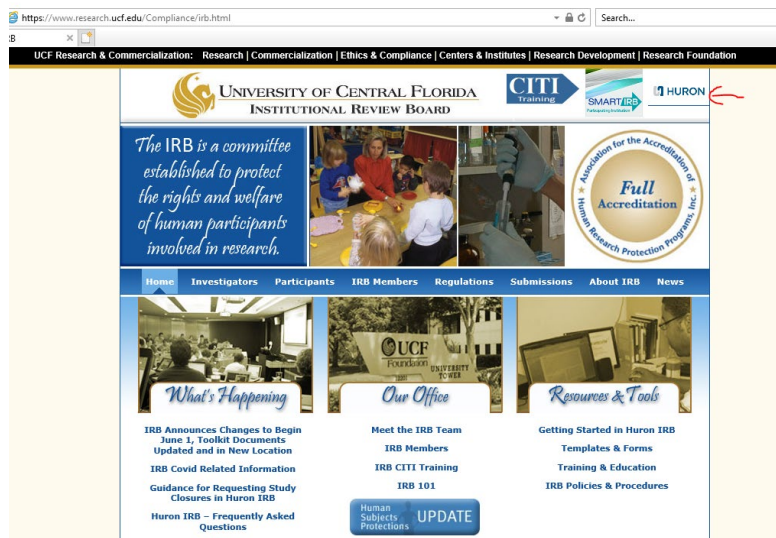 https://www.research.ucf.edu/Compliance/irb.html
Search...
UCF Research & Commercialization: Research | Commercialization | Ethics & Compliance | Centers & Institutes | Research Development | Research Foundation
UNIVERSITY OF CENTRAL FLORIDA
INSTITUTIONAL REVIEW BOARD
CITI
Training
SMART IRB
Participating Institution
HURON
The IRB is a committee
established to protect
the rights and welfare
of human participants
involved in research.
Association for the Accreditation of
Human Research Protection Programs, Inc.
Full
Accreditation
Home Investigators Participants IRB Members Regulations Submissions About IRB News
UCF
Foundation
UNIVERSITY
TOWER
What's Happening
Our Office
Resources & Tools
IRB Announces Changes to Begin
June 1, Toolkit Documents
Updated and in New Location
IRB Covid Related Information
Guidance for Requesting Study
Closures in Huron IRB
Huron IRB – Frequently Asked
Questions
Meet the IRB Team
IRB Members
IRB CITI Training
IRB 101
Human
Subjects
Protections
UPDATE
Getting Started in Huron IRB
Templates & Forms
Training & Education
IRB Policies & Procedures